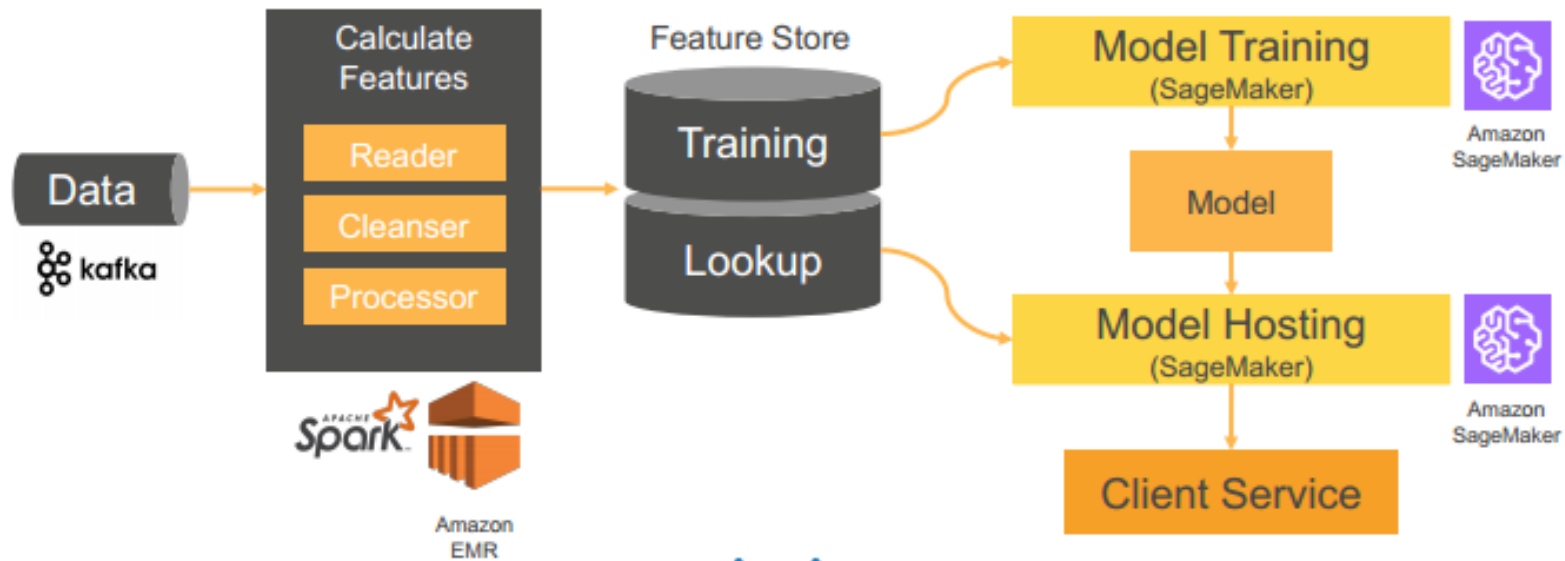 Data
kafka
Calculate
Features
Reader
Cleanser
Processor
APACHE
Spark
Amazon
EMR
Feature Store
Training
Lookup
Model Training
(SageMaker)
Amazon
SageMaker
Model
Model Hosting
(SageMaker)
Amazon
SageMaker
Client Service